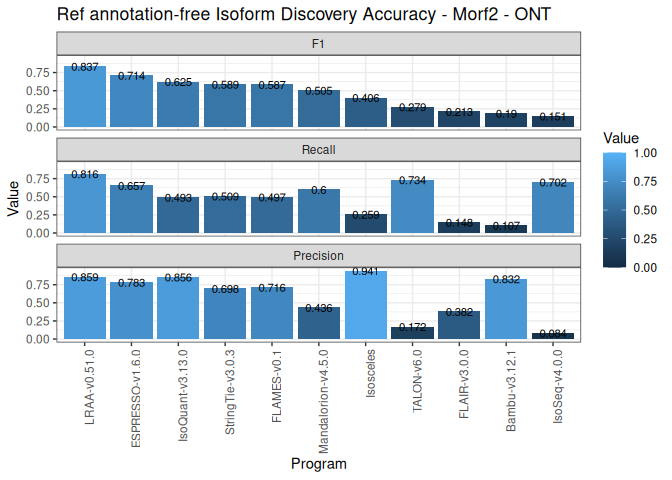 Ref annotation-free Isoform Discovery Accuracy - Morf2 - ONT
F1
0.75
0.50
0.25
0.00
0.837 0.714 0.625 0.589 0.587 0.505 0.406 0.279 0.213 0.19 0.151
Recall
0.75
0.50
0.25
0.00
0.816 0.657 0.493 0.509 0.497 0.6 0.259 0.734 0.148 0.107 0.702
Precision
0.75
0.50
0.25
0.00
0.859 0.783 0.856 0.698 0.716 0.436 0.941 0.172 0.382 0.832 0.084
Value
LRAA-v0.51.0
ESPRESSO-v1.6.0
IsoQuant-v3.13.0
StringTie-v3.0.3
FLAMES-v0.1
Mandalorion-v4.5.0
Isosceles
TALON-v6.0
FLAIR-v3.0.0
Bambu-v3.12.1
IsoSeq-v4.0.0
Program
Value
1.00
0.75
0.50
0.25
0.00